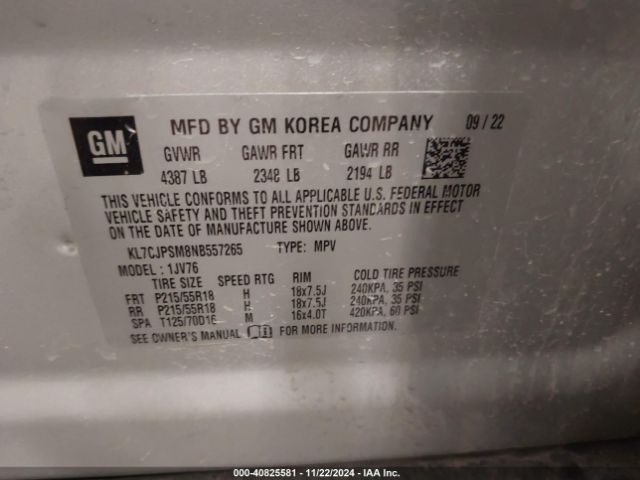 GM MFD BY GM KOREA COMPANY 09 / 22
GVWR GAWR FRT GAWR RR
4387 LB 2348 LB 2194 LB
THIS VEHICLE CONFORMS TO ALL APPLICABLE U.S. FEDERAL MOTOR
VEHICLE SAFETY AND THEFT PREVENTION STANDARDS IN EFFECT
ON THE DATE OF MANUFACTURE SHOWN ABOVE.
KL7CJPSM8NB557265 TYPE: MPV
MODEL : 1JV76
TIRE SIZE SPEED RTG RIM COLD TIRE PRESSURE
FRT P215/55R18 H 18x7.5J 240KPA, 35 PSI
RR P215/55R18 H 18x7.5J 240KPA, 35 PSI
SPA T125/70D16 M 16x4.0T 420KPA, 60 PSI
SEE OWNER'S MANUAL FOR MORE INFORMATION.
000-40825581 - 11/22/2024 - IAA Inc.